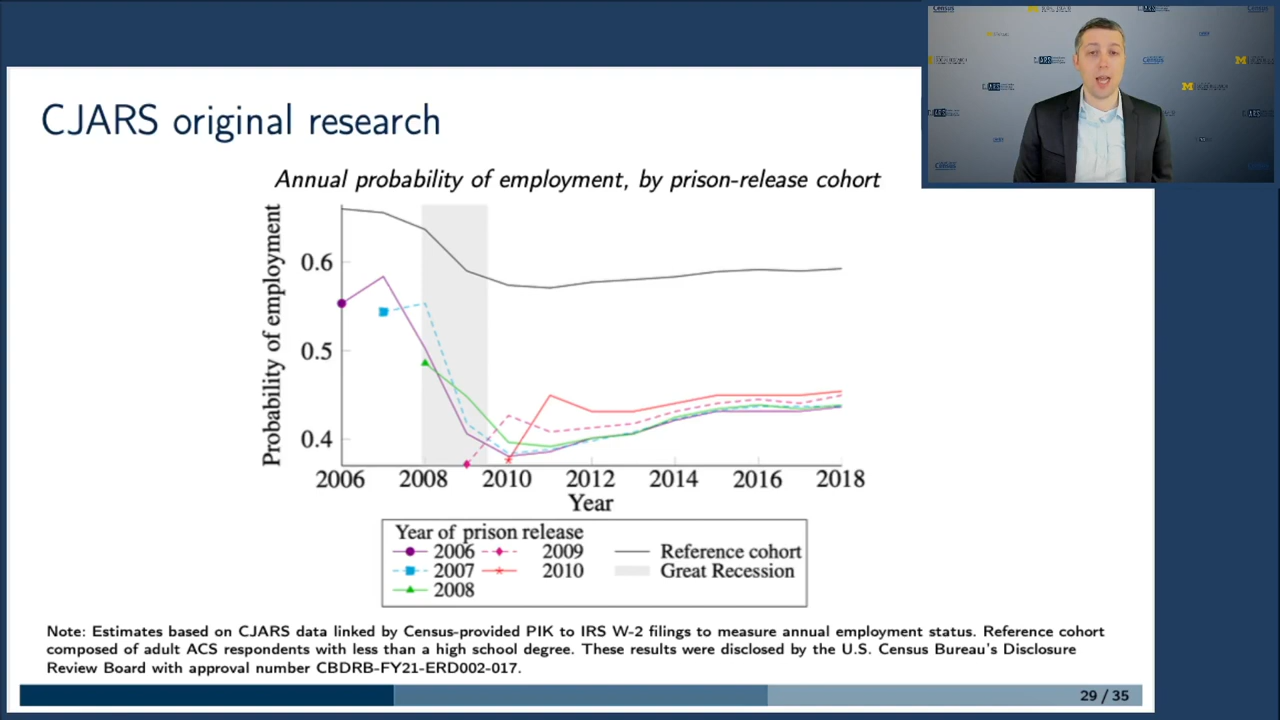 CJARS original research
Annual probability of employment, by prison-release cohort
Probability of employment
0.6
0.5
0.4
2006 2008 2010 2012 2014 2016 2018
Year
Year of prison release
2006 2009 Reference cohort
2007 2010 Great Recession
2008
Note: Estimates based on CJARS data linked by Census-provided PIK to IRS W-2 filings to measure annual employment status. Reference cohort
composed of adult ACS respondents with less than a high school degree. These results were disclosed by the U.S. Census Bureau's Disclosure
Review Board with approval number CBDRB-FY21-ERD002-017.
29 / 35